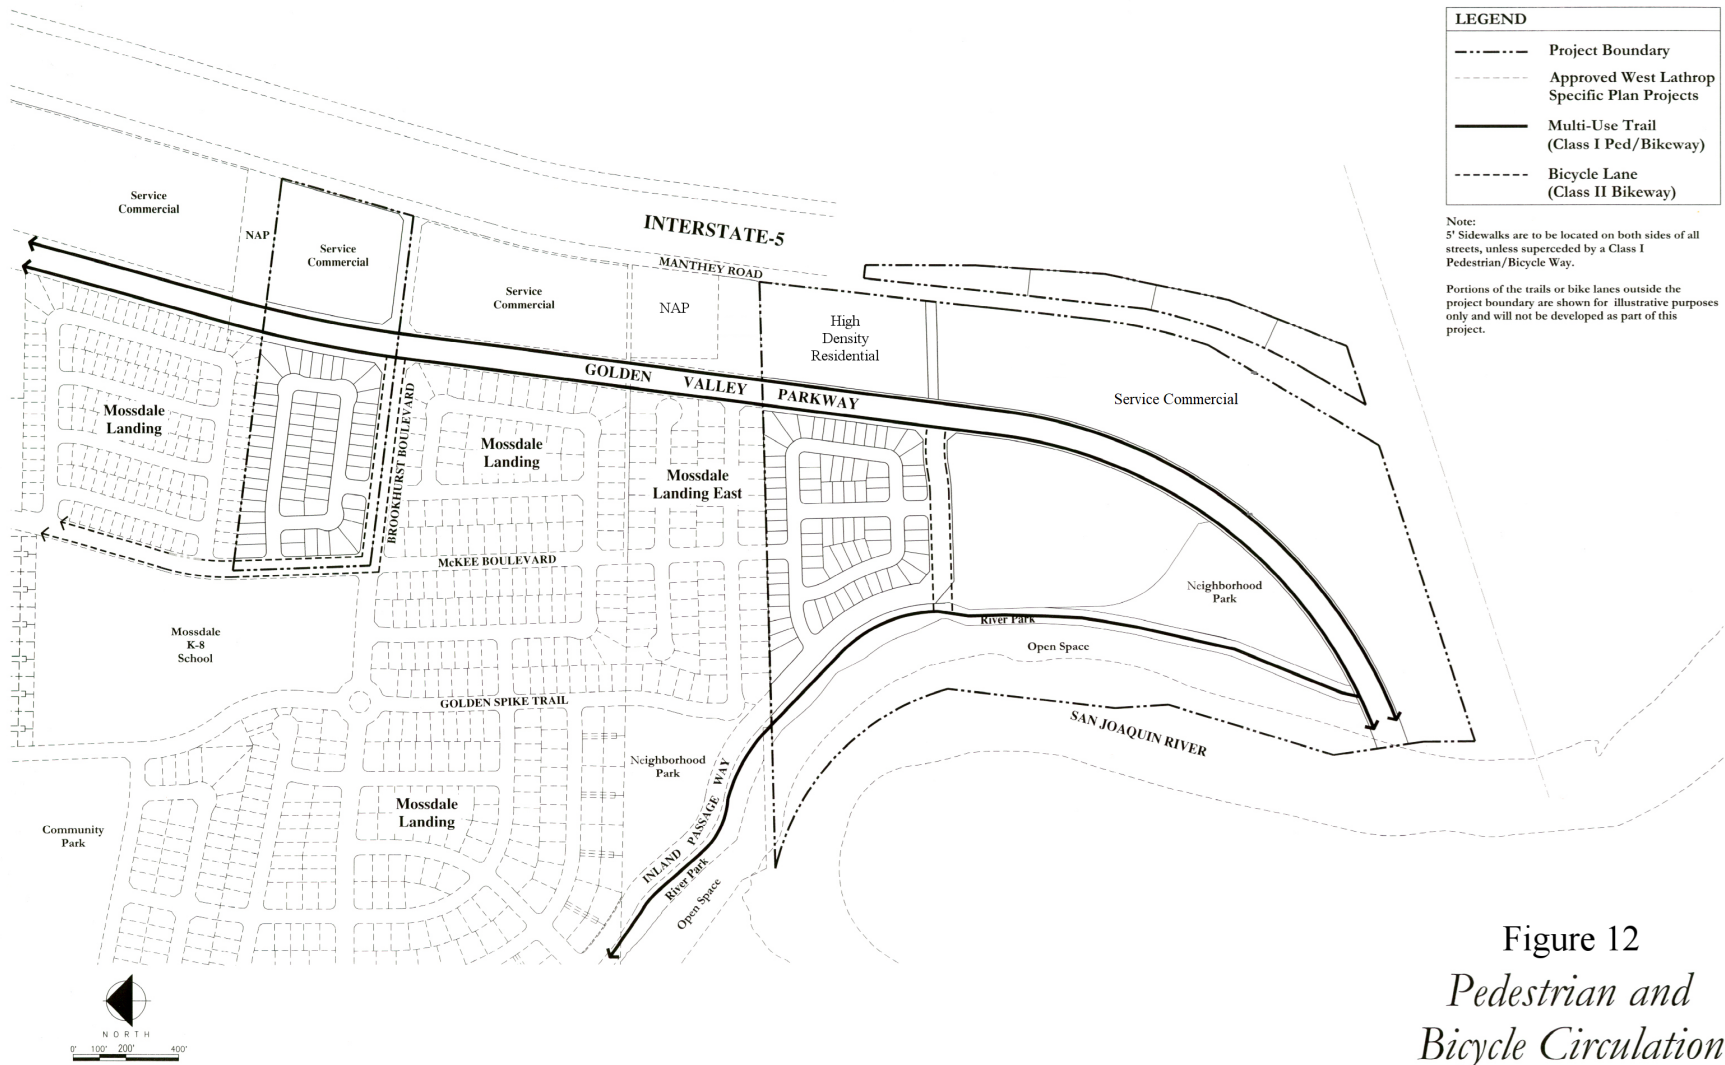 LEGEND
Project Boundary
Approved West Lathrop
Specific Plan Projects
Multi-Use Trail
(Class I Ped/Bikeway)
Bicycle Lane
(Class II Bikeway)
Note:
5' Sidewalks are to be located on both sides of all
streets, unless superceded by a Class I
Pedestrian/Bicycle Way.
Portions of the trails or bike lanes outside the
project boundary are shown for illustrative purposes
only and will not be developed as part of this
project.
Service
Commercial
NAP
Service
Commercial
INTERSTATE-5
MANTHEY ROAD
Service
Commercial
NAP
High
Density
Residential
Service Commercial
GOLDEN VALLEY PARKWAY
Mossdale
Landing
BROOKHURST BOULEVARD
Mossdale
Landing
Mossdale
Landing East
McKEE BOULEVARD
Neighborhood
Park
River Park
Open Space
Mossdale
K-8
School
GOLDEN SPIKE TRAIL
SAN JOAQUIN RIVER
Neighborhood
Park
INLAND PASSAGE WAY
River Park
Open Space
Mossdale
Landing
Community
Park
NORTH
0' 100' 200' 400'
Figure 12
Pedestrian and
Bicycle Circulation